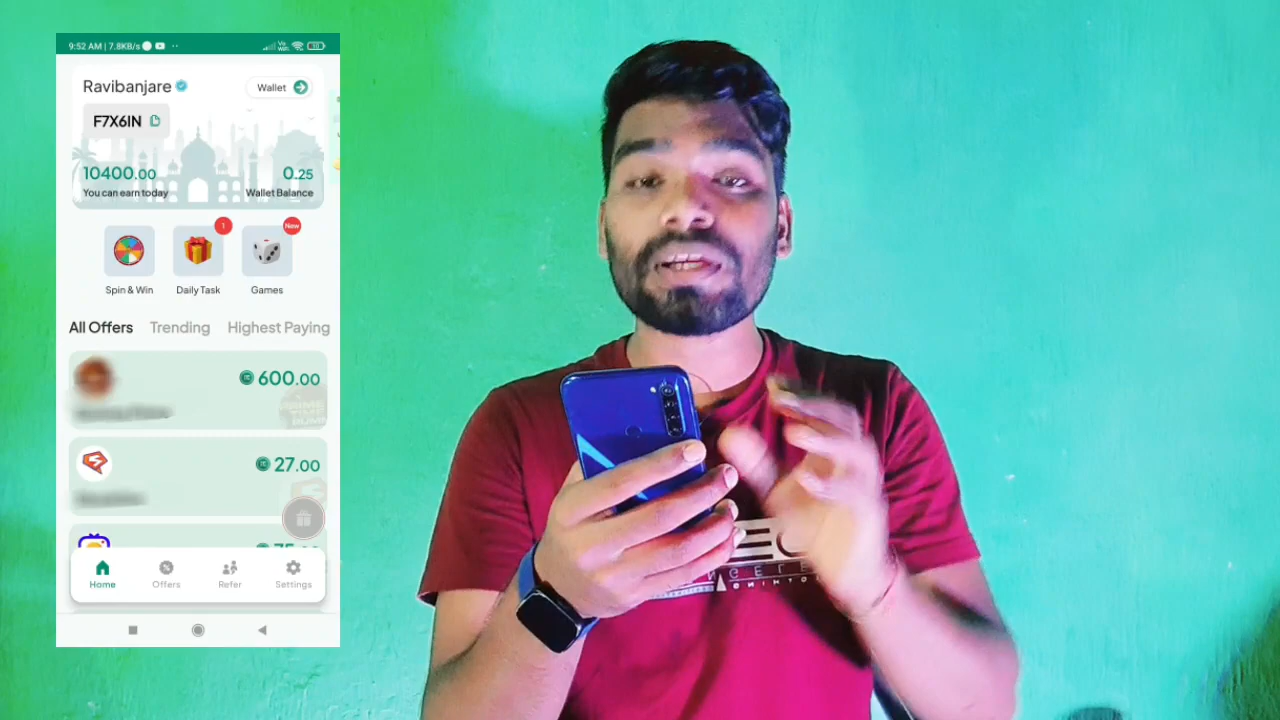 9:52 AM | 7.8KB/s
Ravibanjare
Wallet
F7X6IN
10400.00
0.25
You can earn today
Wallet Balance
1
New
Spin & Win
Daily Task
Games
All Offers
Trending
Highest Paying
600.00
27.00
Home
Offers
Refer
Settings